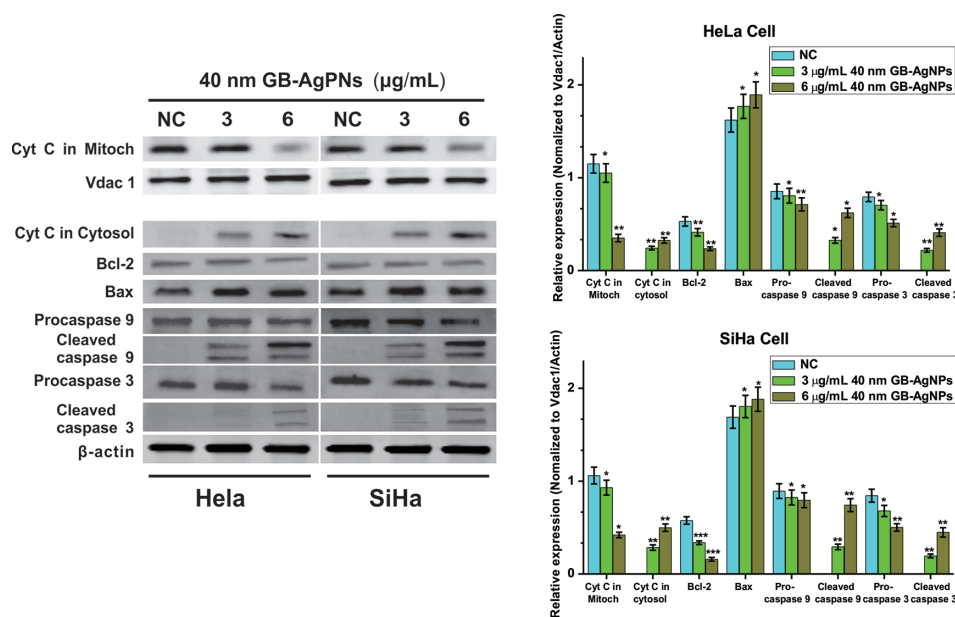 40 nm GB-AgPNs (µg/mL)
NC 3 6 NC 3 6
Cyt C in Mitoch
Vdac 1
Cyt C in Cytosol
Bcl-2
Bax
Procaspase 9
Cleaved
caspase 9
Procaspase 3
Cleaved
caspase 3
β-actin
Hela SiHa
HeLa Cell
NC
3 µg/mL 40 nm GB-AgNPs
6 µg/mL 40 nm GB-AgNPs
Relative expression (Nomalized to Vdac1/Actin)
2
1
0
* ** ** ** ** ** * * * ** * * * * ** **
Cyt C in Cyt C in Bcl-2 Bax Pro- Cleaved Pro- Cleaved
Mitoch cytosol caspase 9 caspase 9 caspase 3 caspase 3
SiHa Cell
NC
3 µg/mL 40 nm GB-AgNPs
6 µg/mL 40 nm GB-AgNPs
Relative expression (Nomalized to Vdac1/Actin)
2
1
0
* * ** ** *** *** * * * * ** ** * ** ** **
Cyt C in Cyt C in Bcl-2 Bax Pro- Cleaved Pro- Cleaved
Mitoch cytosol caspase 9 caspase 9 caspase 3 caspase 3